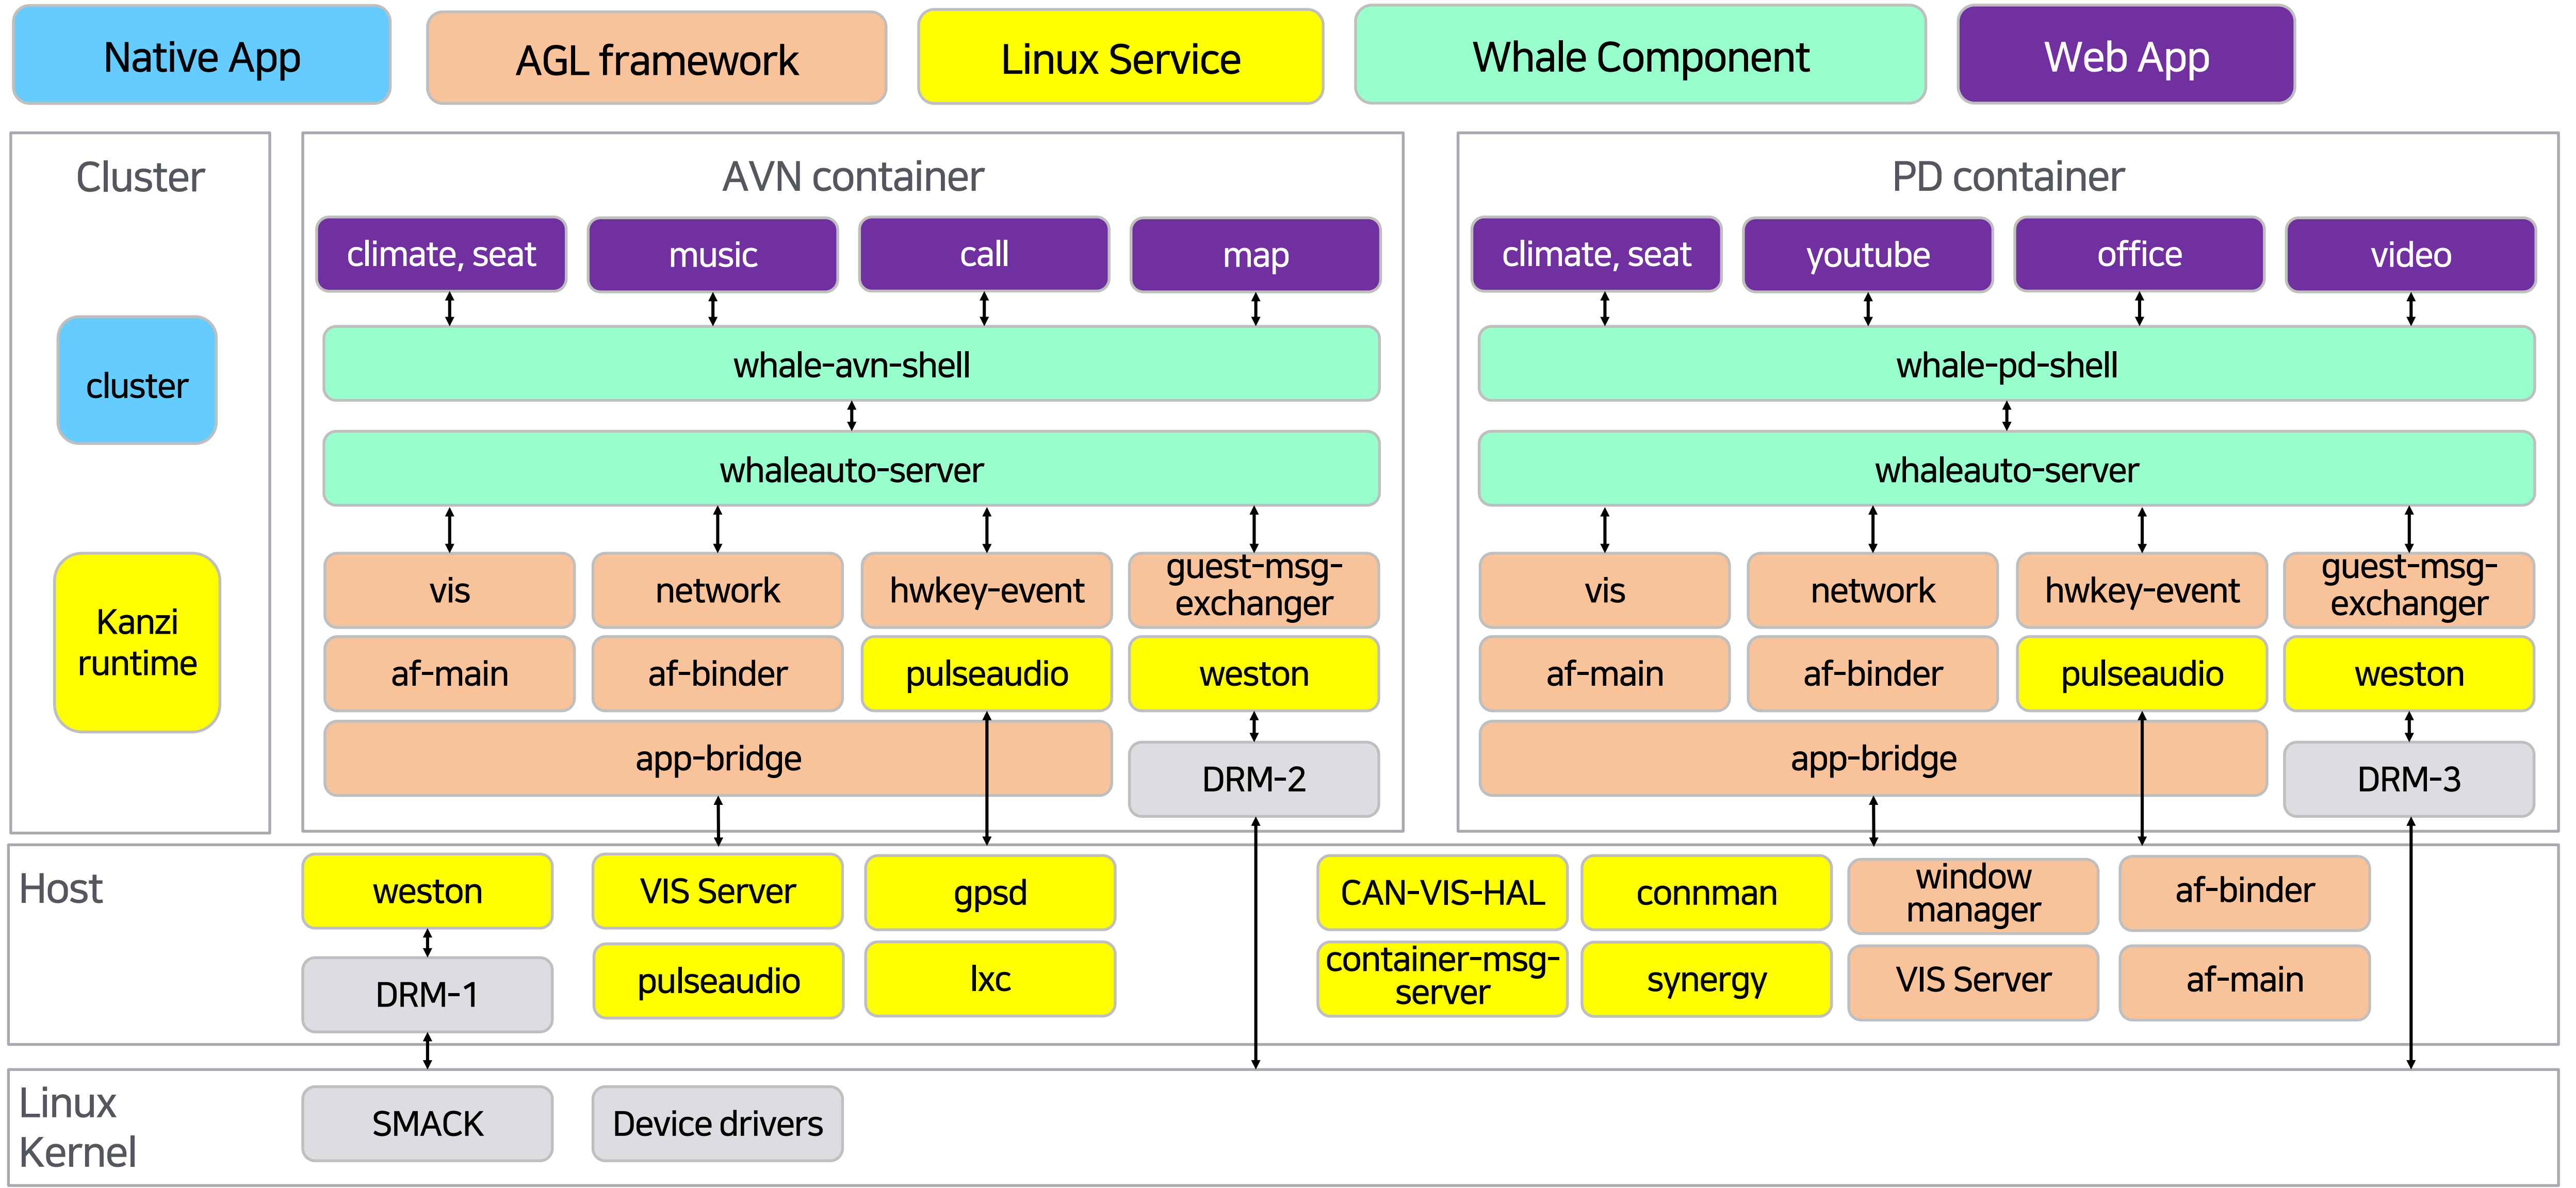 Native App
AGL framework
Linux Service
Whale Component
Web App
Cluster
cluster
Kanzi
runtime
AVN container
climate, seat
music
call
map
whale-avn-shell
whaleauto-server
vis
network
hwkey-event
guest-msg-
exchanger
af-main
af-binder
pulseaudio
weston
app-bridge
DRM-2
PD container
climate, seat
youtube
office
video
whale-pd-shell
whaleauto-server
vis
network
hwkey-event
guest-msg-
exchanger
af-main
af-binder
pulseaudio
weston
app-bridge
DRM-3
Host
weston
VIS Server
gpsd
CAN-VIS-HAL
connman
window
manager
af-binder
DRM-1
pulseaudio
lxc
container-msg-
server
synergy
VIS Server
af-main
Linux
Kernel
SMACK
Device drivers